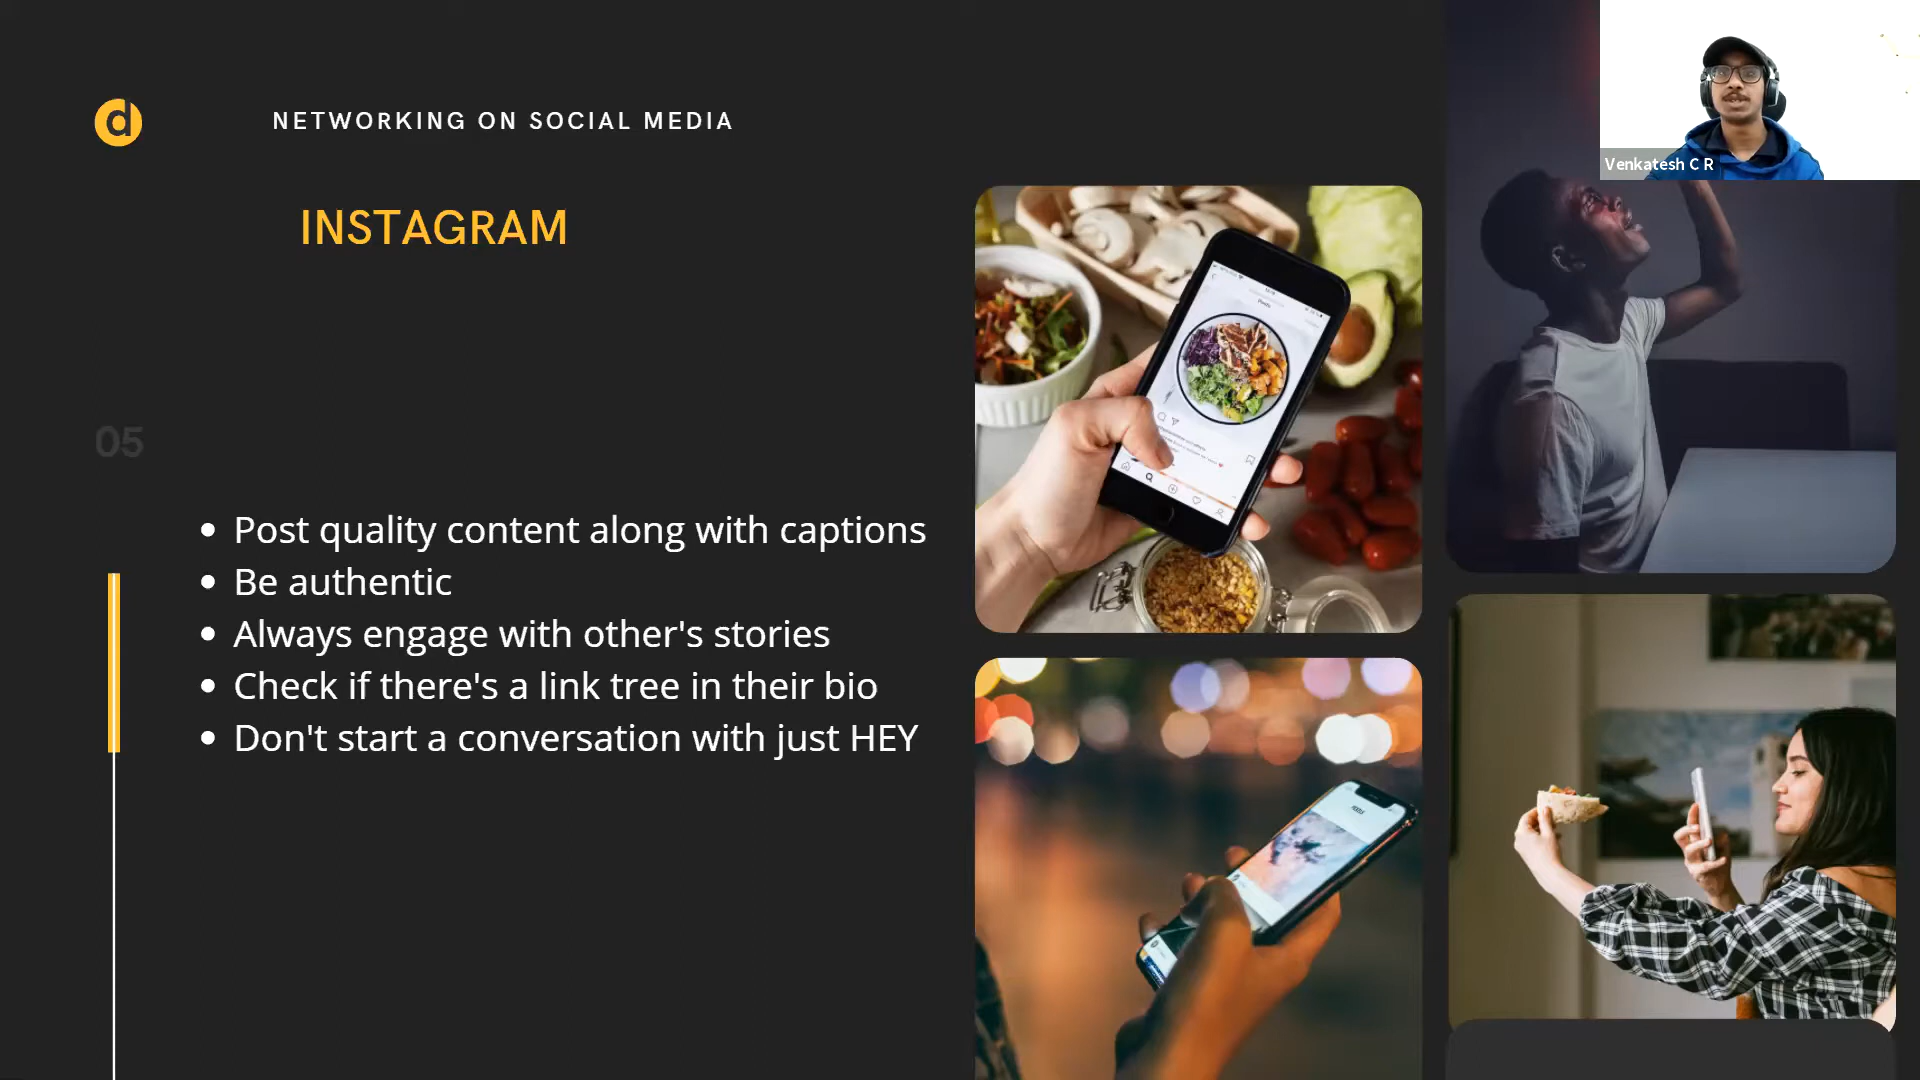 d
NETWORKING ON SOCIAL MEDIA
Venkatesh C R
INSTAGRAM
05
• Post quality content along with captions
• Be authentic
• Always engage with other's stories
• Check if there's a link tree in their bio
• Don't start a conversation with just HEY